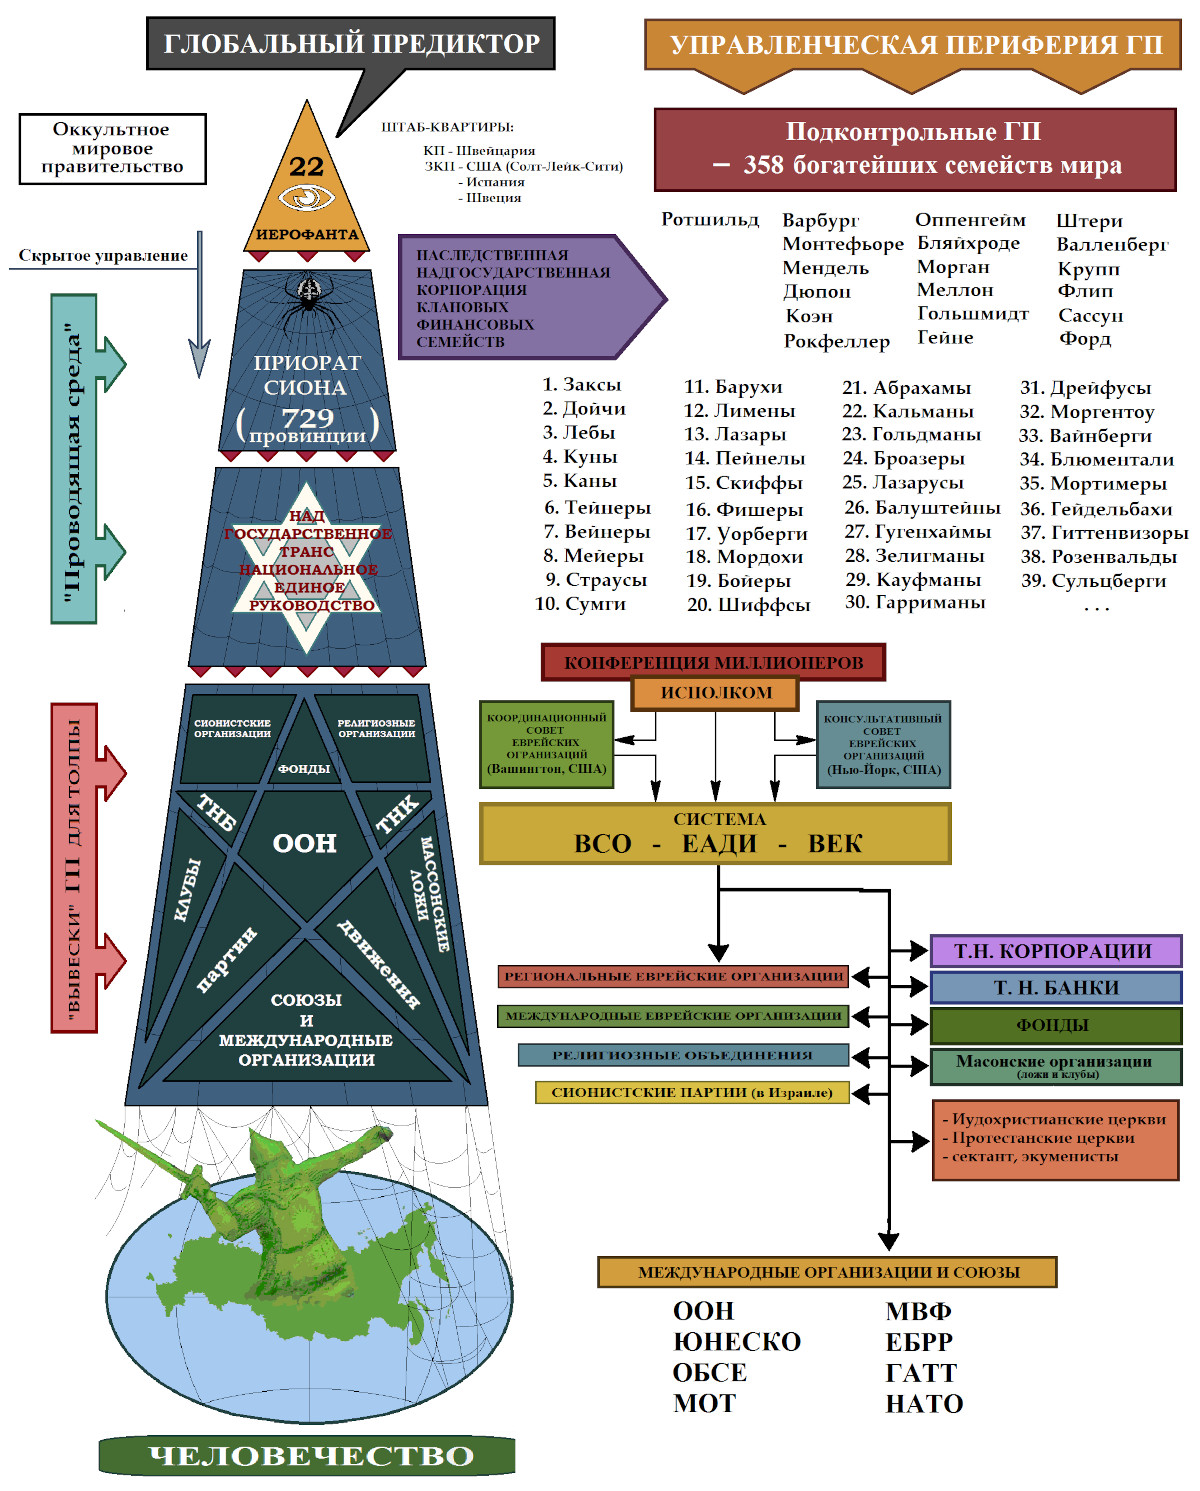 ГЛОБАЛЬНЫЙ ПРЕДИКТОР
УПРАВЛЕНЧЕСКАЯ ПЕРИФЕРИЯ ГП
Оккультное
мировое
правительство
22
ИЕРОФАНТА
ШТАБ-КВАРТИРЫ:
КП - Швейцария
ЗКП - США (Солт-Лейк-Сити)
- Испания
- Швеция
Подконтрольные ГП
– 358 богатейших семейств мира
Скрытое управление
НАСЛЕДСТВЕННАЯ
НАДГОСУДАРСТВЕННАЯ
КОРПОРАЦИЯ
КЛАПОВЫХ
ФИНАНСОВЫХ
СЕМЕЙСТВ
Ротшильд
Варбург
Монтефьоре
Мендель
Дюпон
Коэн
Рокфеллер
Оппенгейм
Бляйхроде
Морган
Меллон
Гольшмидт
Гейне
Штери
Валленберг
Крупп
Флип
Сассун
Форд
"Проводящая среда"
ПРИОРАТ
СИОНА
( 729 )
провинции
НАД
ГОСУДАРСТВЕННОЕ
ТРАНС
НАЦИОНАЛЬНОЕ
ЕДИНОЕ
РУКОВОДСТВО
1. Заксы
2. Дойчи
3. Лебы
4. Куны
5. Каны
6. Тейнеры
7. Вейнеры
8. Мейеры
9. Страусы
10. Сумги
11. Барухи
12. Лимены
13. Лазары
14. Пейнелы
15. Скиффы
16. Фишеры
17. Уорберги
18. Мордохи
19. Бойеры
20. Шиффсы
21. Абрахамы
22. Кальманы
23. Гольдманы
24. Броазеры
25. Лазарусы
26. Балуштейны
27. Гугенхаймы
28. Зелигманы
29. Кауфманы
30. Гарриманы
31. Дрейфусы
32. Моргентоу
33. Вайнберги
34. Блюментали
35. Мортимеры
36. Гейдельбахи
37. Гиттенвизоры
38. Розенвальды
39. Сульцберги
. . .
"ВЫВЕСКИ" ГП ДЛЯ ТОЛПЫ
СИОНИСТСКИЕ
ОРГАНИЗАЦИИ
РЕЛИГИОЗНЫЕ
ОРГАНИЗАЦИИ
ФОНДЫ
ТНБ
ТНК
ООН
КЛУБЫ
МАССОНСКИЕ
ЛОЖИ
партии
движения
СОЮЗЫ
И
МЕЖДУНАРОДНЫЕ
ОРГАНИЗАЦИИ
КОПФЕРЕНЦИЯ МИЛЛИОНЕРОВ
ИСПОЛКОМ
КООРДИНАЦИОННЫЙ
СОВЕТ
ЕВРЕЙСКИХ
ОГРАНИЗАЦИЙ
(Вашингтон, США)
КОНСУЛЬТАТИВНЫЙ
СОВЕТ
ЕВРЕЙСКИХ
ОРГАНИЗАЦИЙ
(Нью-Йорк, США)
СИСТЕМА
ВСО - ЕАДИ - ВЕК
РЕГИОНАЛЬНЫЕ ЕВРЕЙСКИЕ ОРГАНИЗАЦИИ
МЕЖДУНАРОДНЫЕ ЕВРЕЙСКИЕ ОРГАНИЗАЦИИ
РЕЛИГИОЗНЫЕ ОБЪЕДИНЕНИЯ
СИОНИСТСКИЕ ПАРТИИ (в Израиле)
Т.Н. КОРПОРАЦИИ
Т. Н. БАНКИ
ФОНДЫ
Масонские организации
(ложи и клубы)
- Иудохристианские церкви
- Протестанские церкви
- сектант, экуменисты
МЕЖДУНАРОДНЫЕ ОРГАНИЗАЦИИ И СОЮЗЫ
ООН
ЮНЕСКО
ОБСЕ
МОТ
МВФ
ЕБРР
ГАТТ
НАТО
ЧЕЛОВЕЧЕСТВО